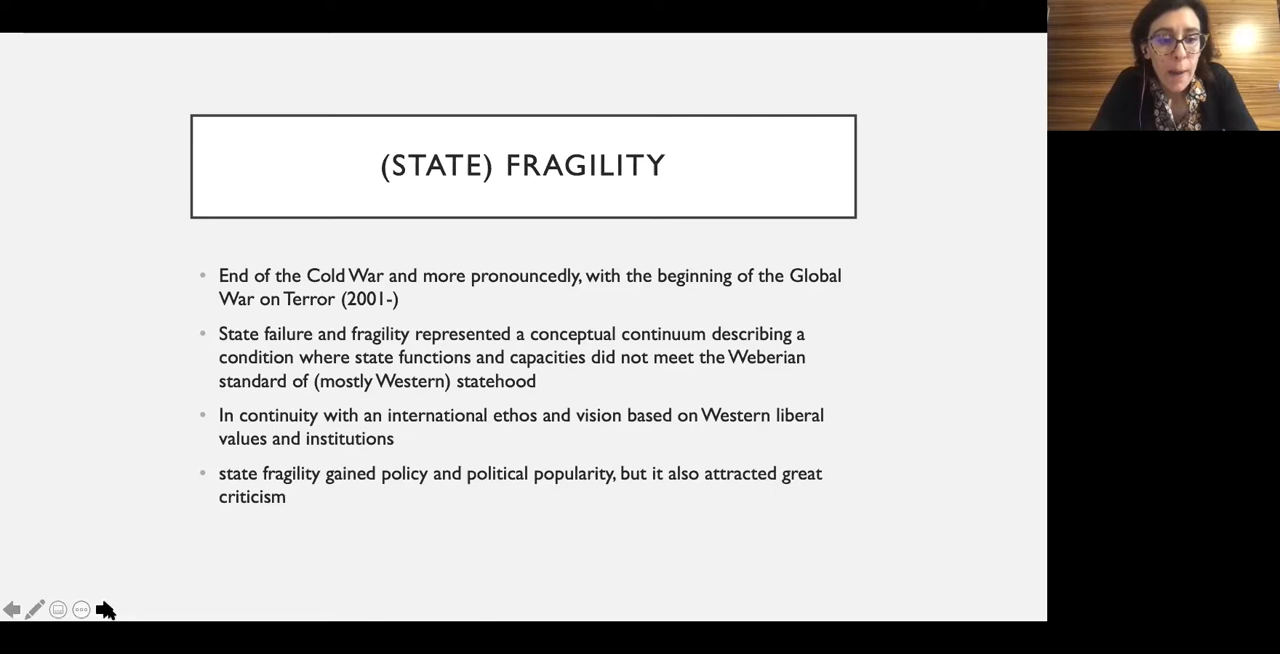 (STATE) FRAGILITY
• End of the Cold War and more pronouncedly, with the beginning of the Global
War on Terror (2001-)
• State failure and fragility represented a conceptual continuum describing a
condition where state functions and capacities did not meet the Weberian
standard of (mostly Western) statehood
• In continuity with an international ethos and vision based on Western liberal
values and institutions
• state fragility gained policy and political popularity, but it also attracted great
criticism